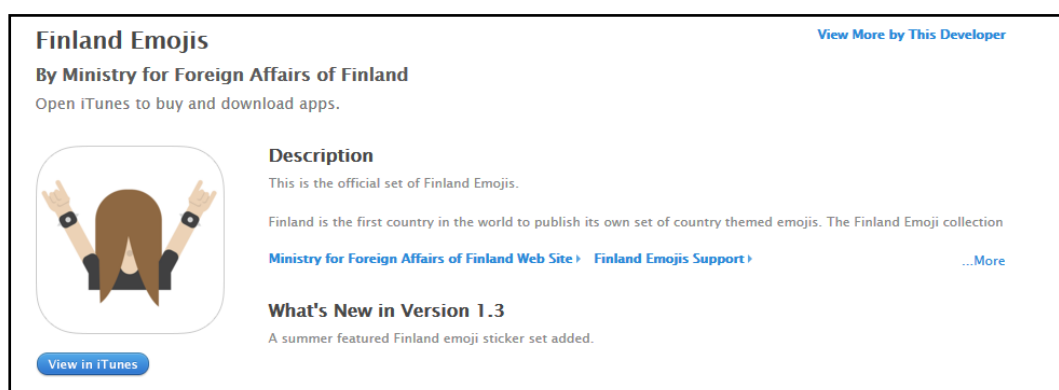 Finland Emojis
View More by This Developer
By Ministry for Foreign Affairs of Finland
Open iTunes to buy and download apps.
Description
This is the official set of Finland Emojis.
Finland is the first country in the world to publish its own set of country themed emojis. The Finland Emoji collection
Ministry for Foreign Affairs of Finland Web Site Finland Emojis Support
...More
What's New in Version 1.3
A summer featured Finland emoji sticker set added.
View in iTunes